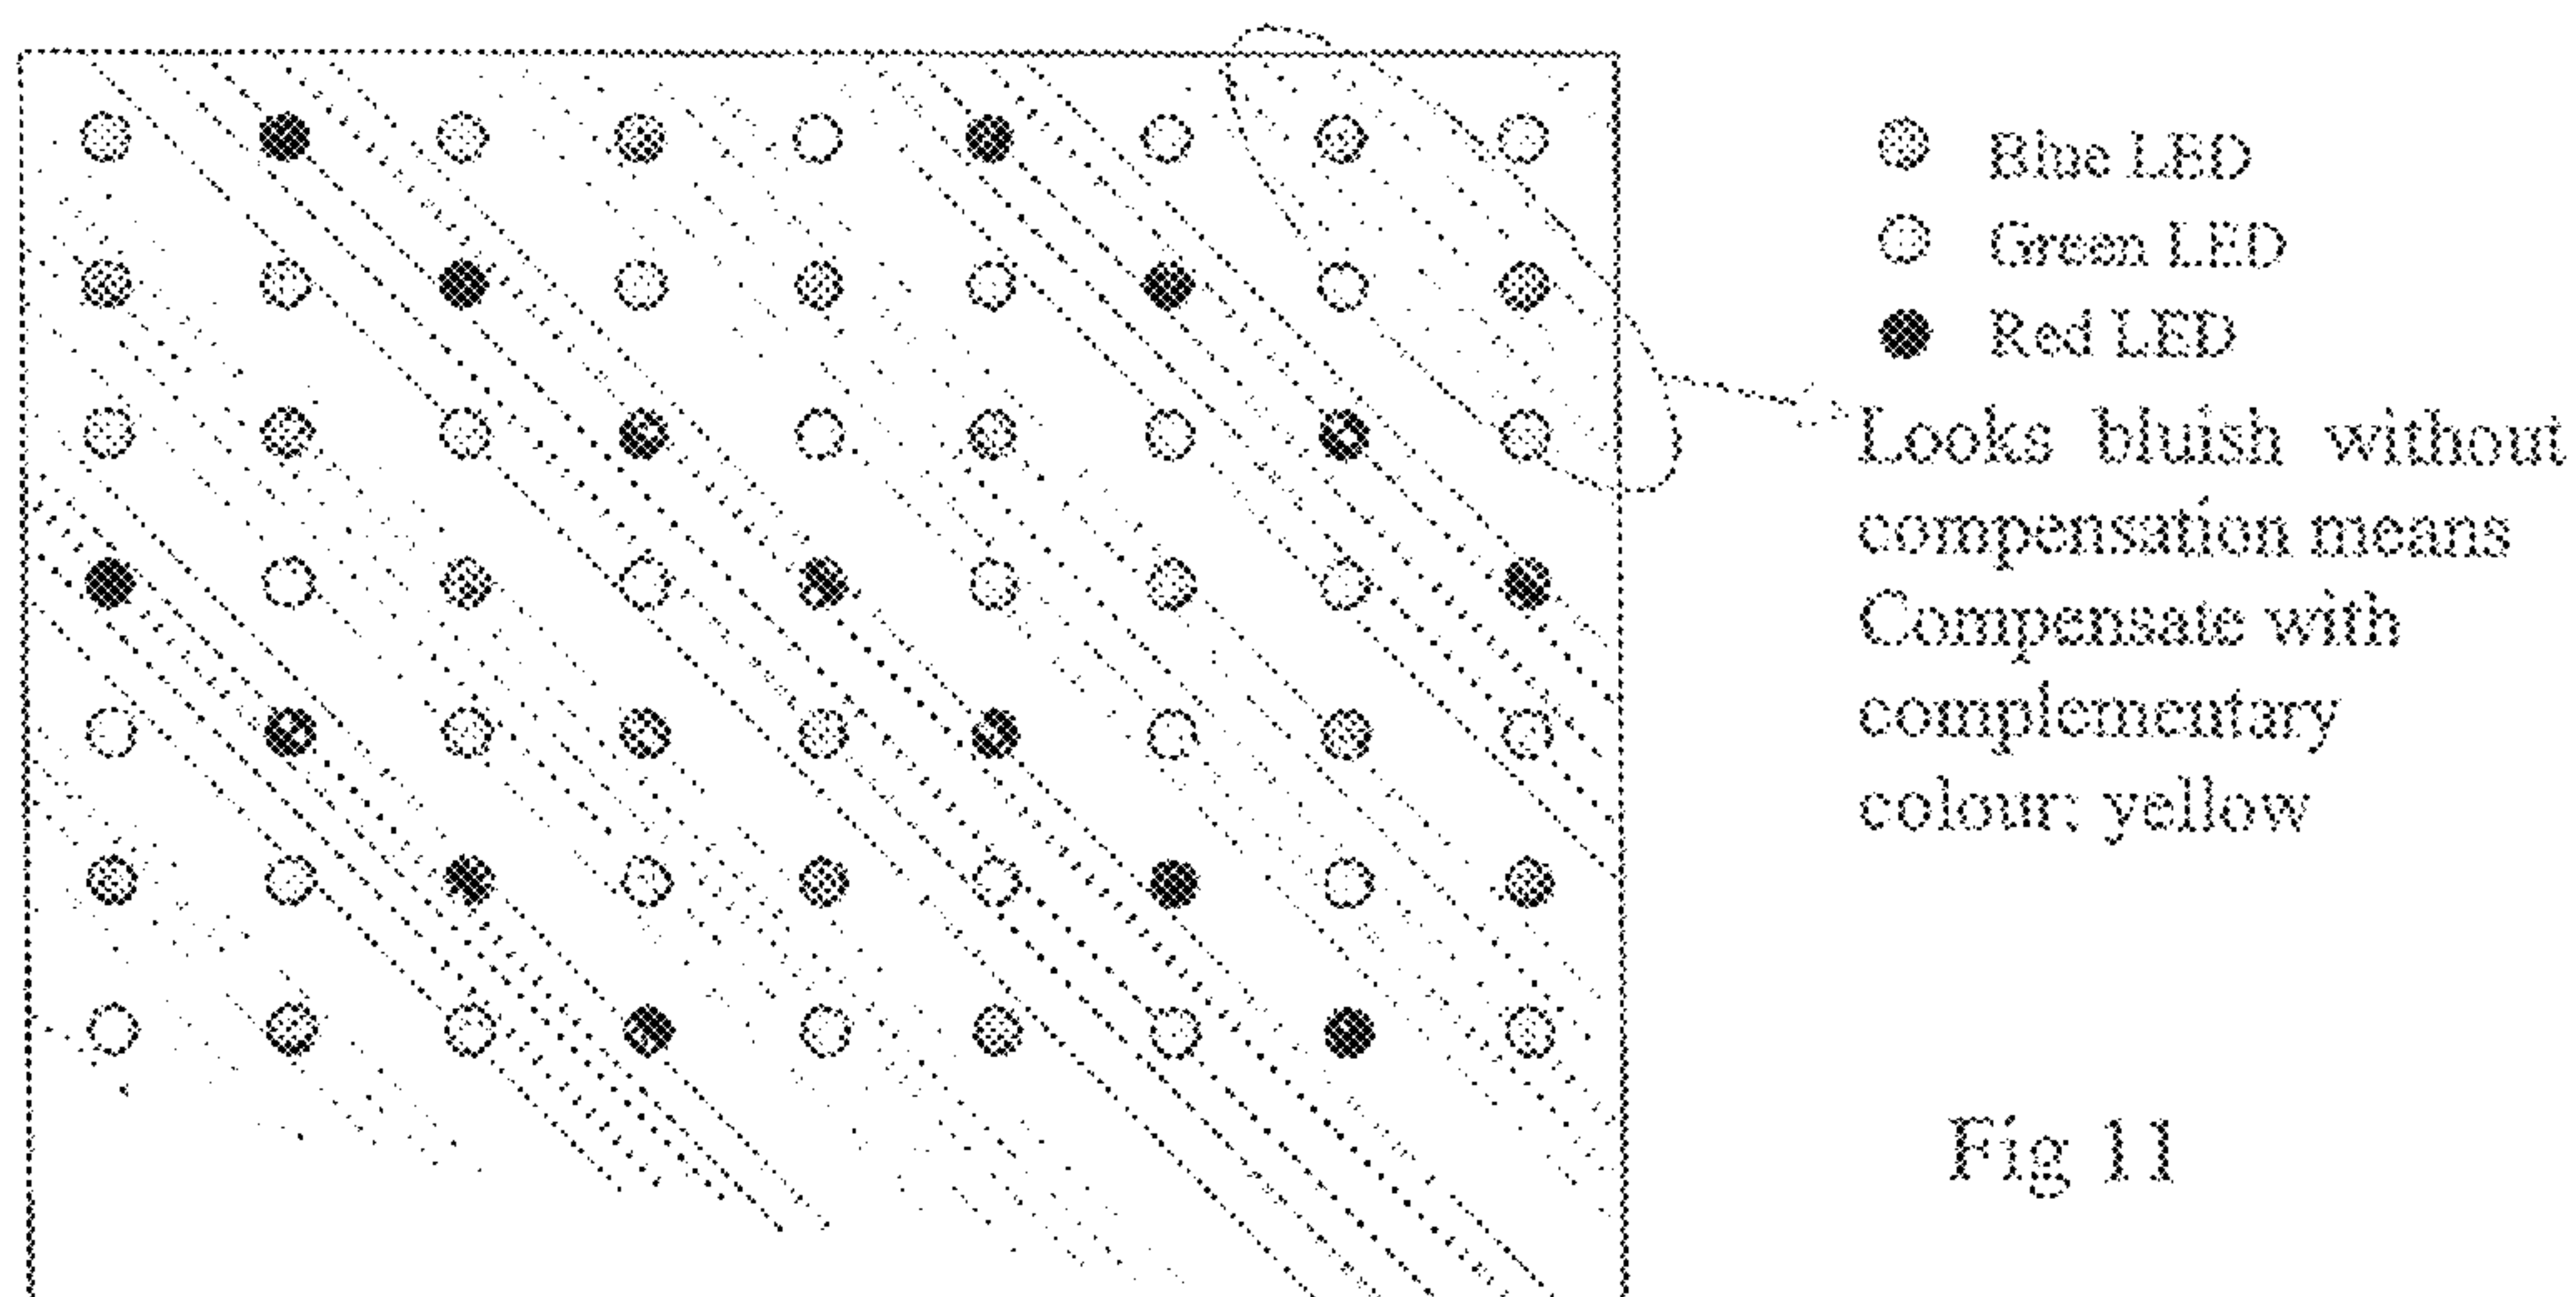 Blue LED
Green LED
Red LED
Looks bluish without
compensation means
Compensate with
complementary
colour: yellow
Fig 11